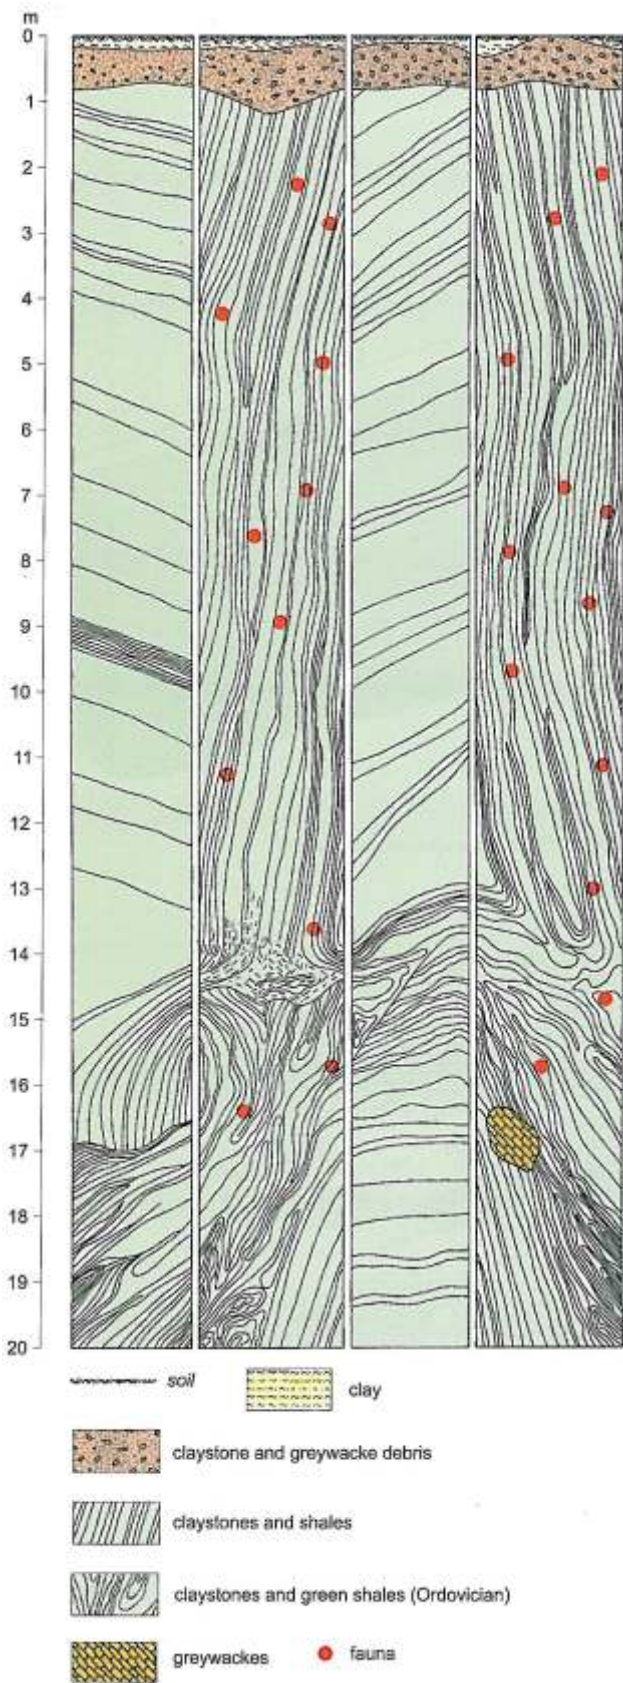 m
0
1
2
3
4
5
6
7
8
9
10
11
12
13
14
15
16
17
18
19
20
soil
clay
claystone and greywacke debris
claystones and shales
claystones and green shales (Ordovician)
greywackes
fauna